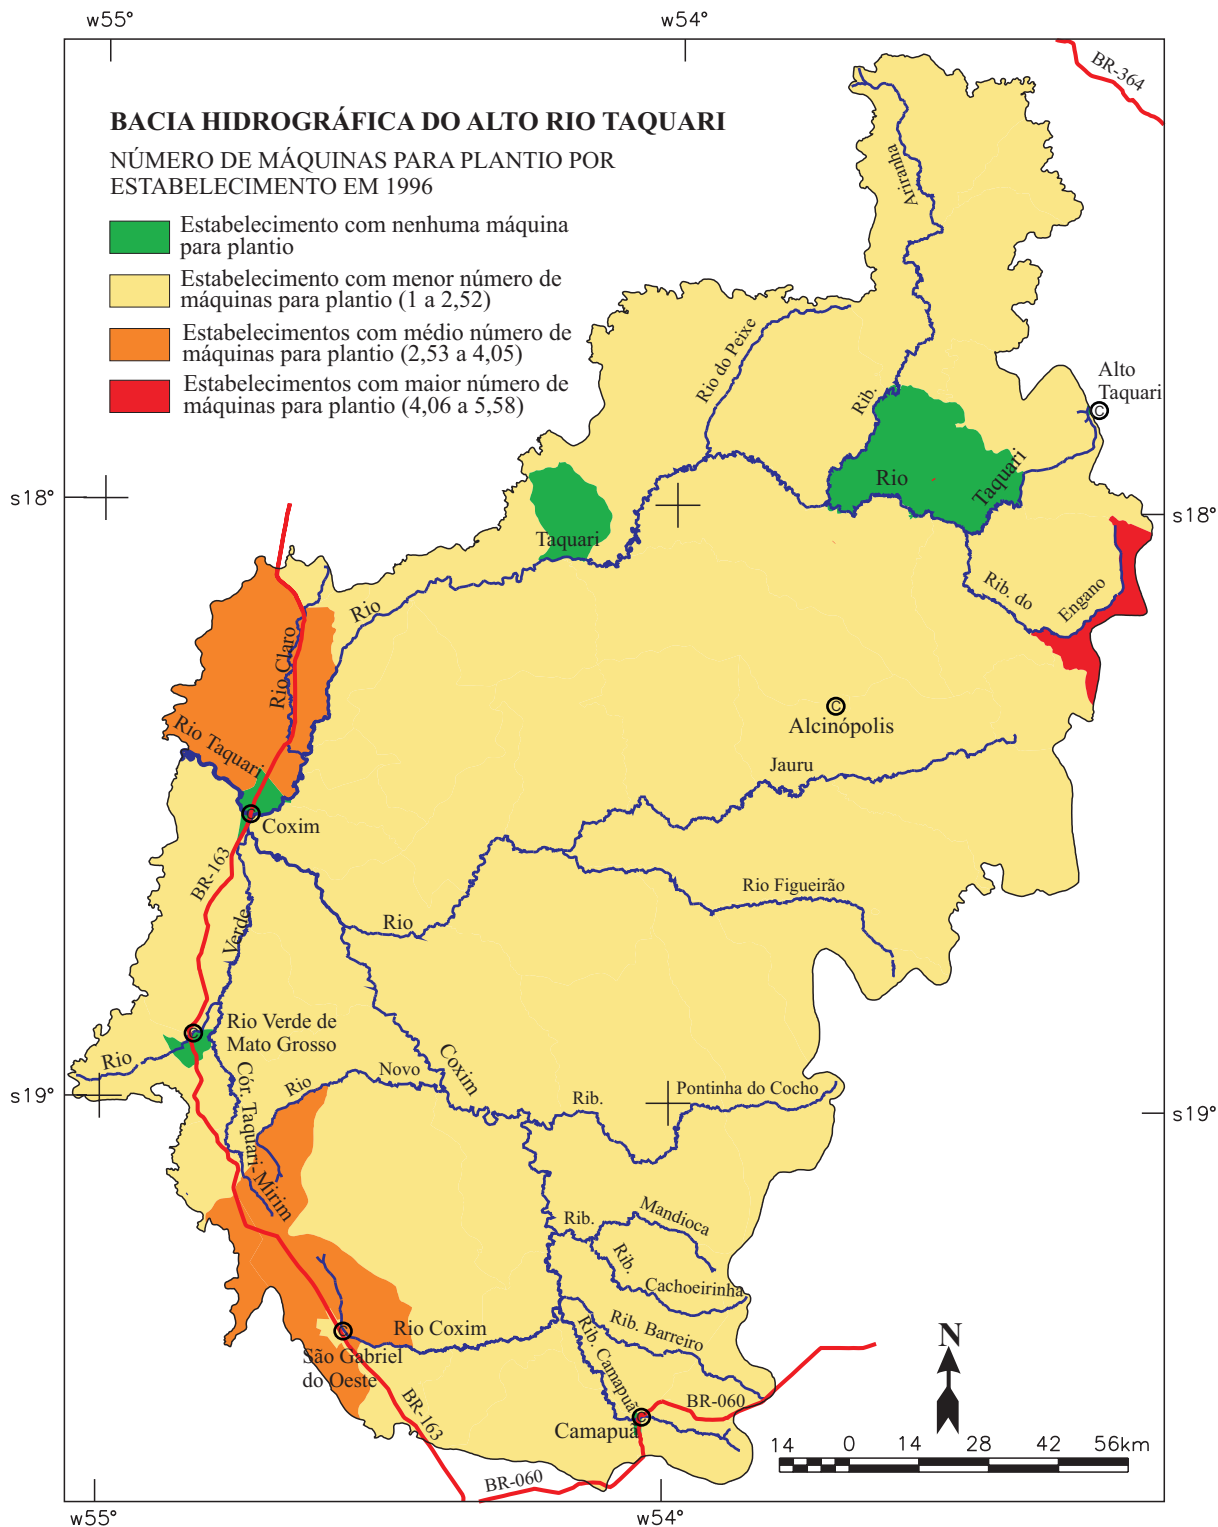 w55°
w54°
BR-364
BACIA HIDROGRÁFICA DO ALTO RIO TAQUARI
NÚMERO DE MÁQUINAS PARA PLANTIO POR
ESTABELECIMENTO EM 1996
Estabelecimento com nenhuma máquina
para plantio
Estabelecimento com menor número de
máquinas para plantio (1 a 2,52)
Estabelecimentos com médio número de
máquinas para plantio (2,53 a 4,05)
Estabelecimentos com maior número de
máquinas para plantio (4,06 a 5,58)
Ariranha
Rio do Peixe
Rib.
Alto
Taquari
C
Rio
Taquari
s18°
s18°
Taquari
Rib. do
Engano
Rio
Rio Claro
C
Alcinópolis
Rio Taquari
Jauru
Coxim
BR-163
Rio Figueirão
Rio
Verde
Rio Verde de
Mato Grosso
Rio
Cór. Taquari-Mirim
Rio
Novo
Coxim
Rib.
Pontinha do Cocho
s19°
s19°
Rib.
Mandioca
Rib.
Cachoeirinha
Rio Coxim
Rib. Barreiro
Rib. Camapuã
São Gabriel
do Oeste
BR-163
BR-060
Camapuã
BR-060
N
14 0 14 28 42 56km
w55°
w54°